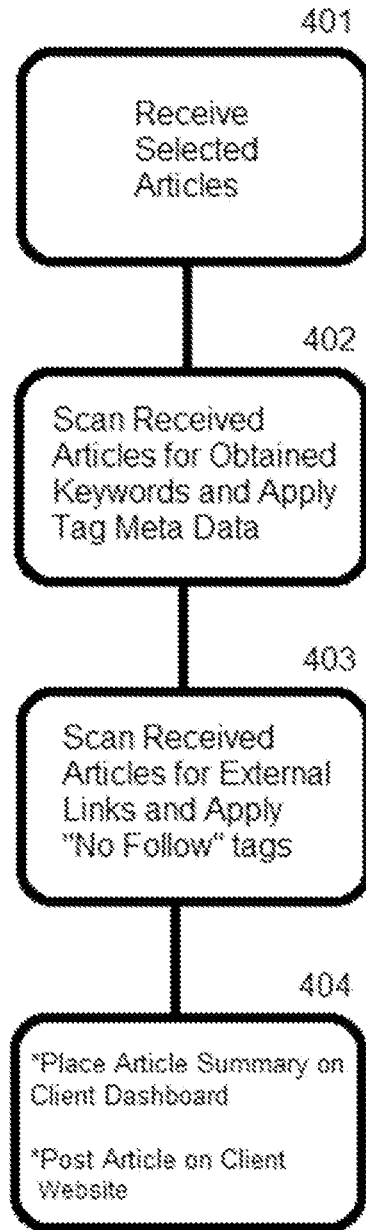 401
Receive
Selected
Articles
402
Scan Received
Articles for Obtained
Keywords and Apply
Tag Meta Data
403
Scan Received
Articles for External
Links and Apply
"No Follow" tags
404
*Place Article Summary on
Client Dashboard
*Post Article on Client
Website